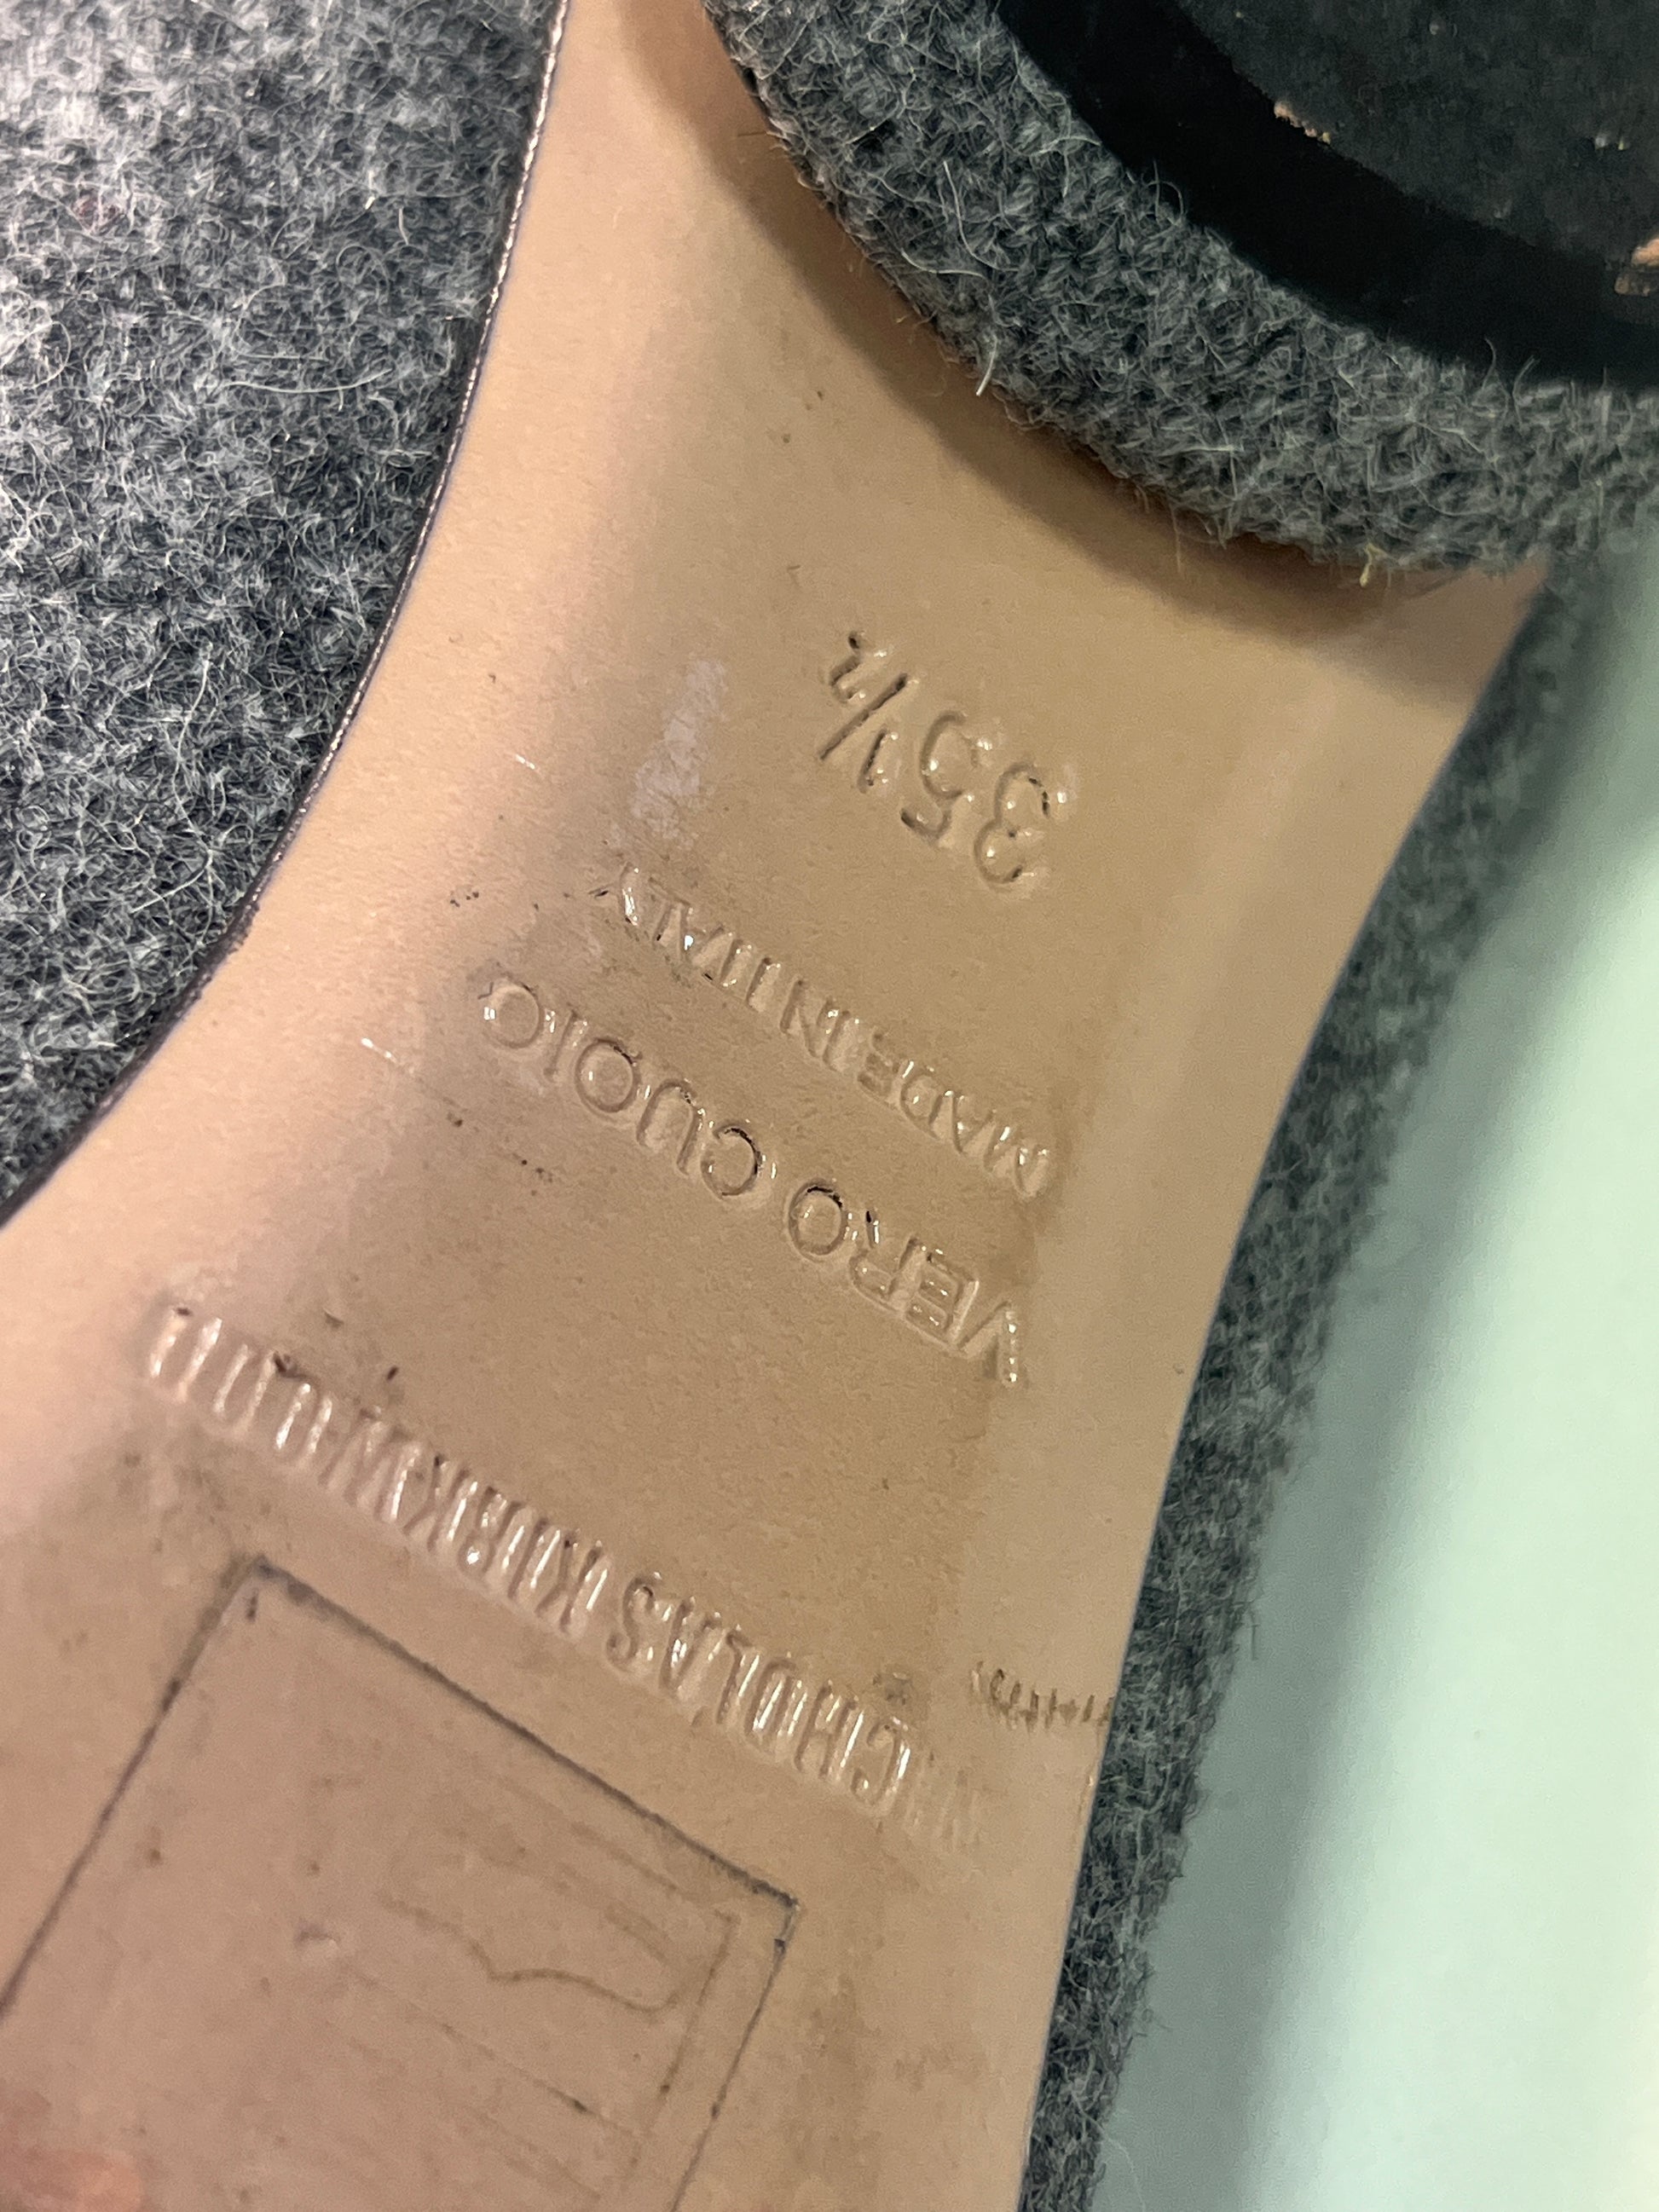 NICHOLAS KIRKWOOD
VERO CUOIO
MADE IN ITALY
35½